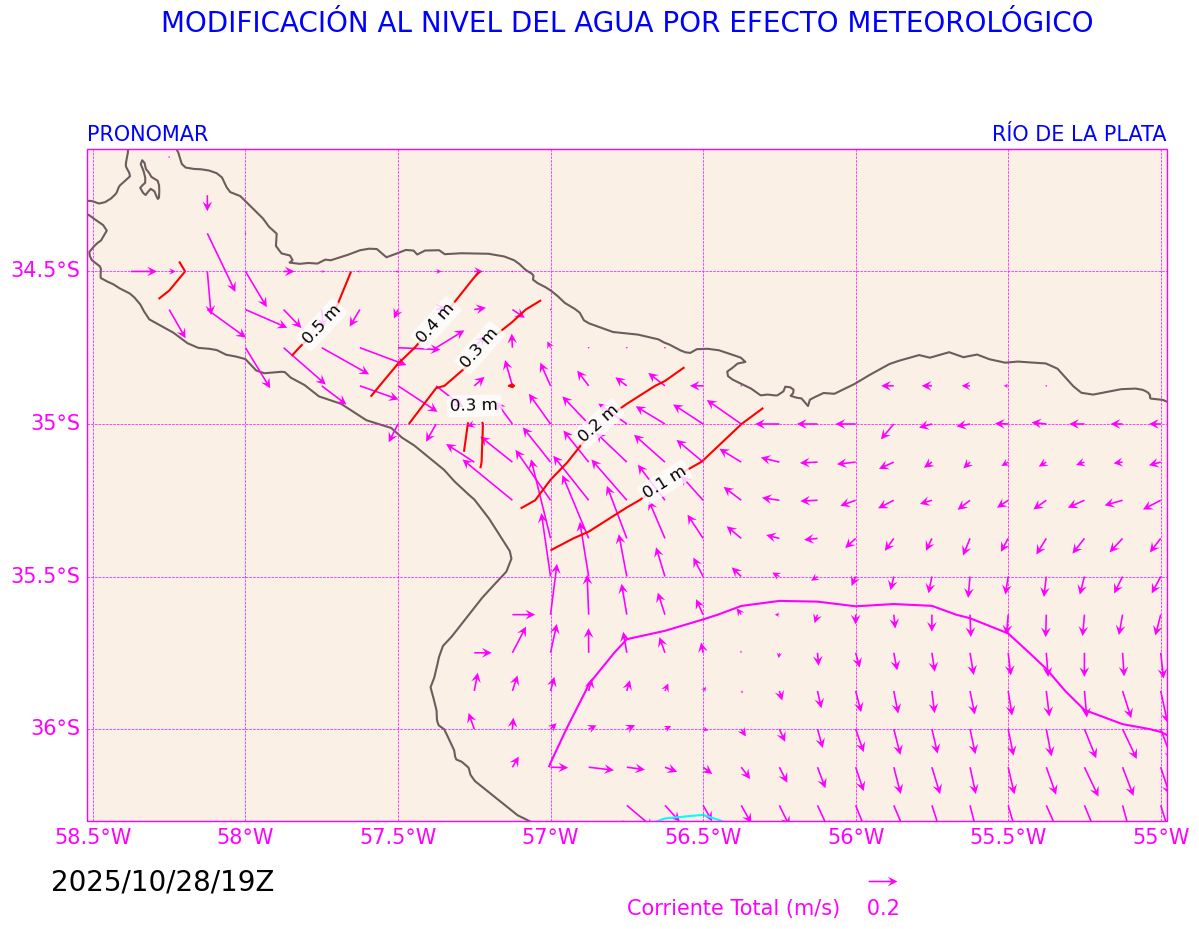 MODIFICACIÓN AL NIVEL DEL AGUA POR EFECTO METEOROLÓGICO
PRONOMAR
RÍO DE LA PLATA
34.5°S
35°S
35.5°S
36°S
0.5 m
0.4 m
0.3 m
0.3 m
0.2 m
0.1 m
58.5°W
58°W
57.5°W
57°W
56.5°W
56°W
55.5°W
55°W
2025/10/28/19Z
Corriente Total (m/s) 0.2